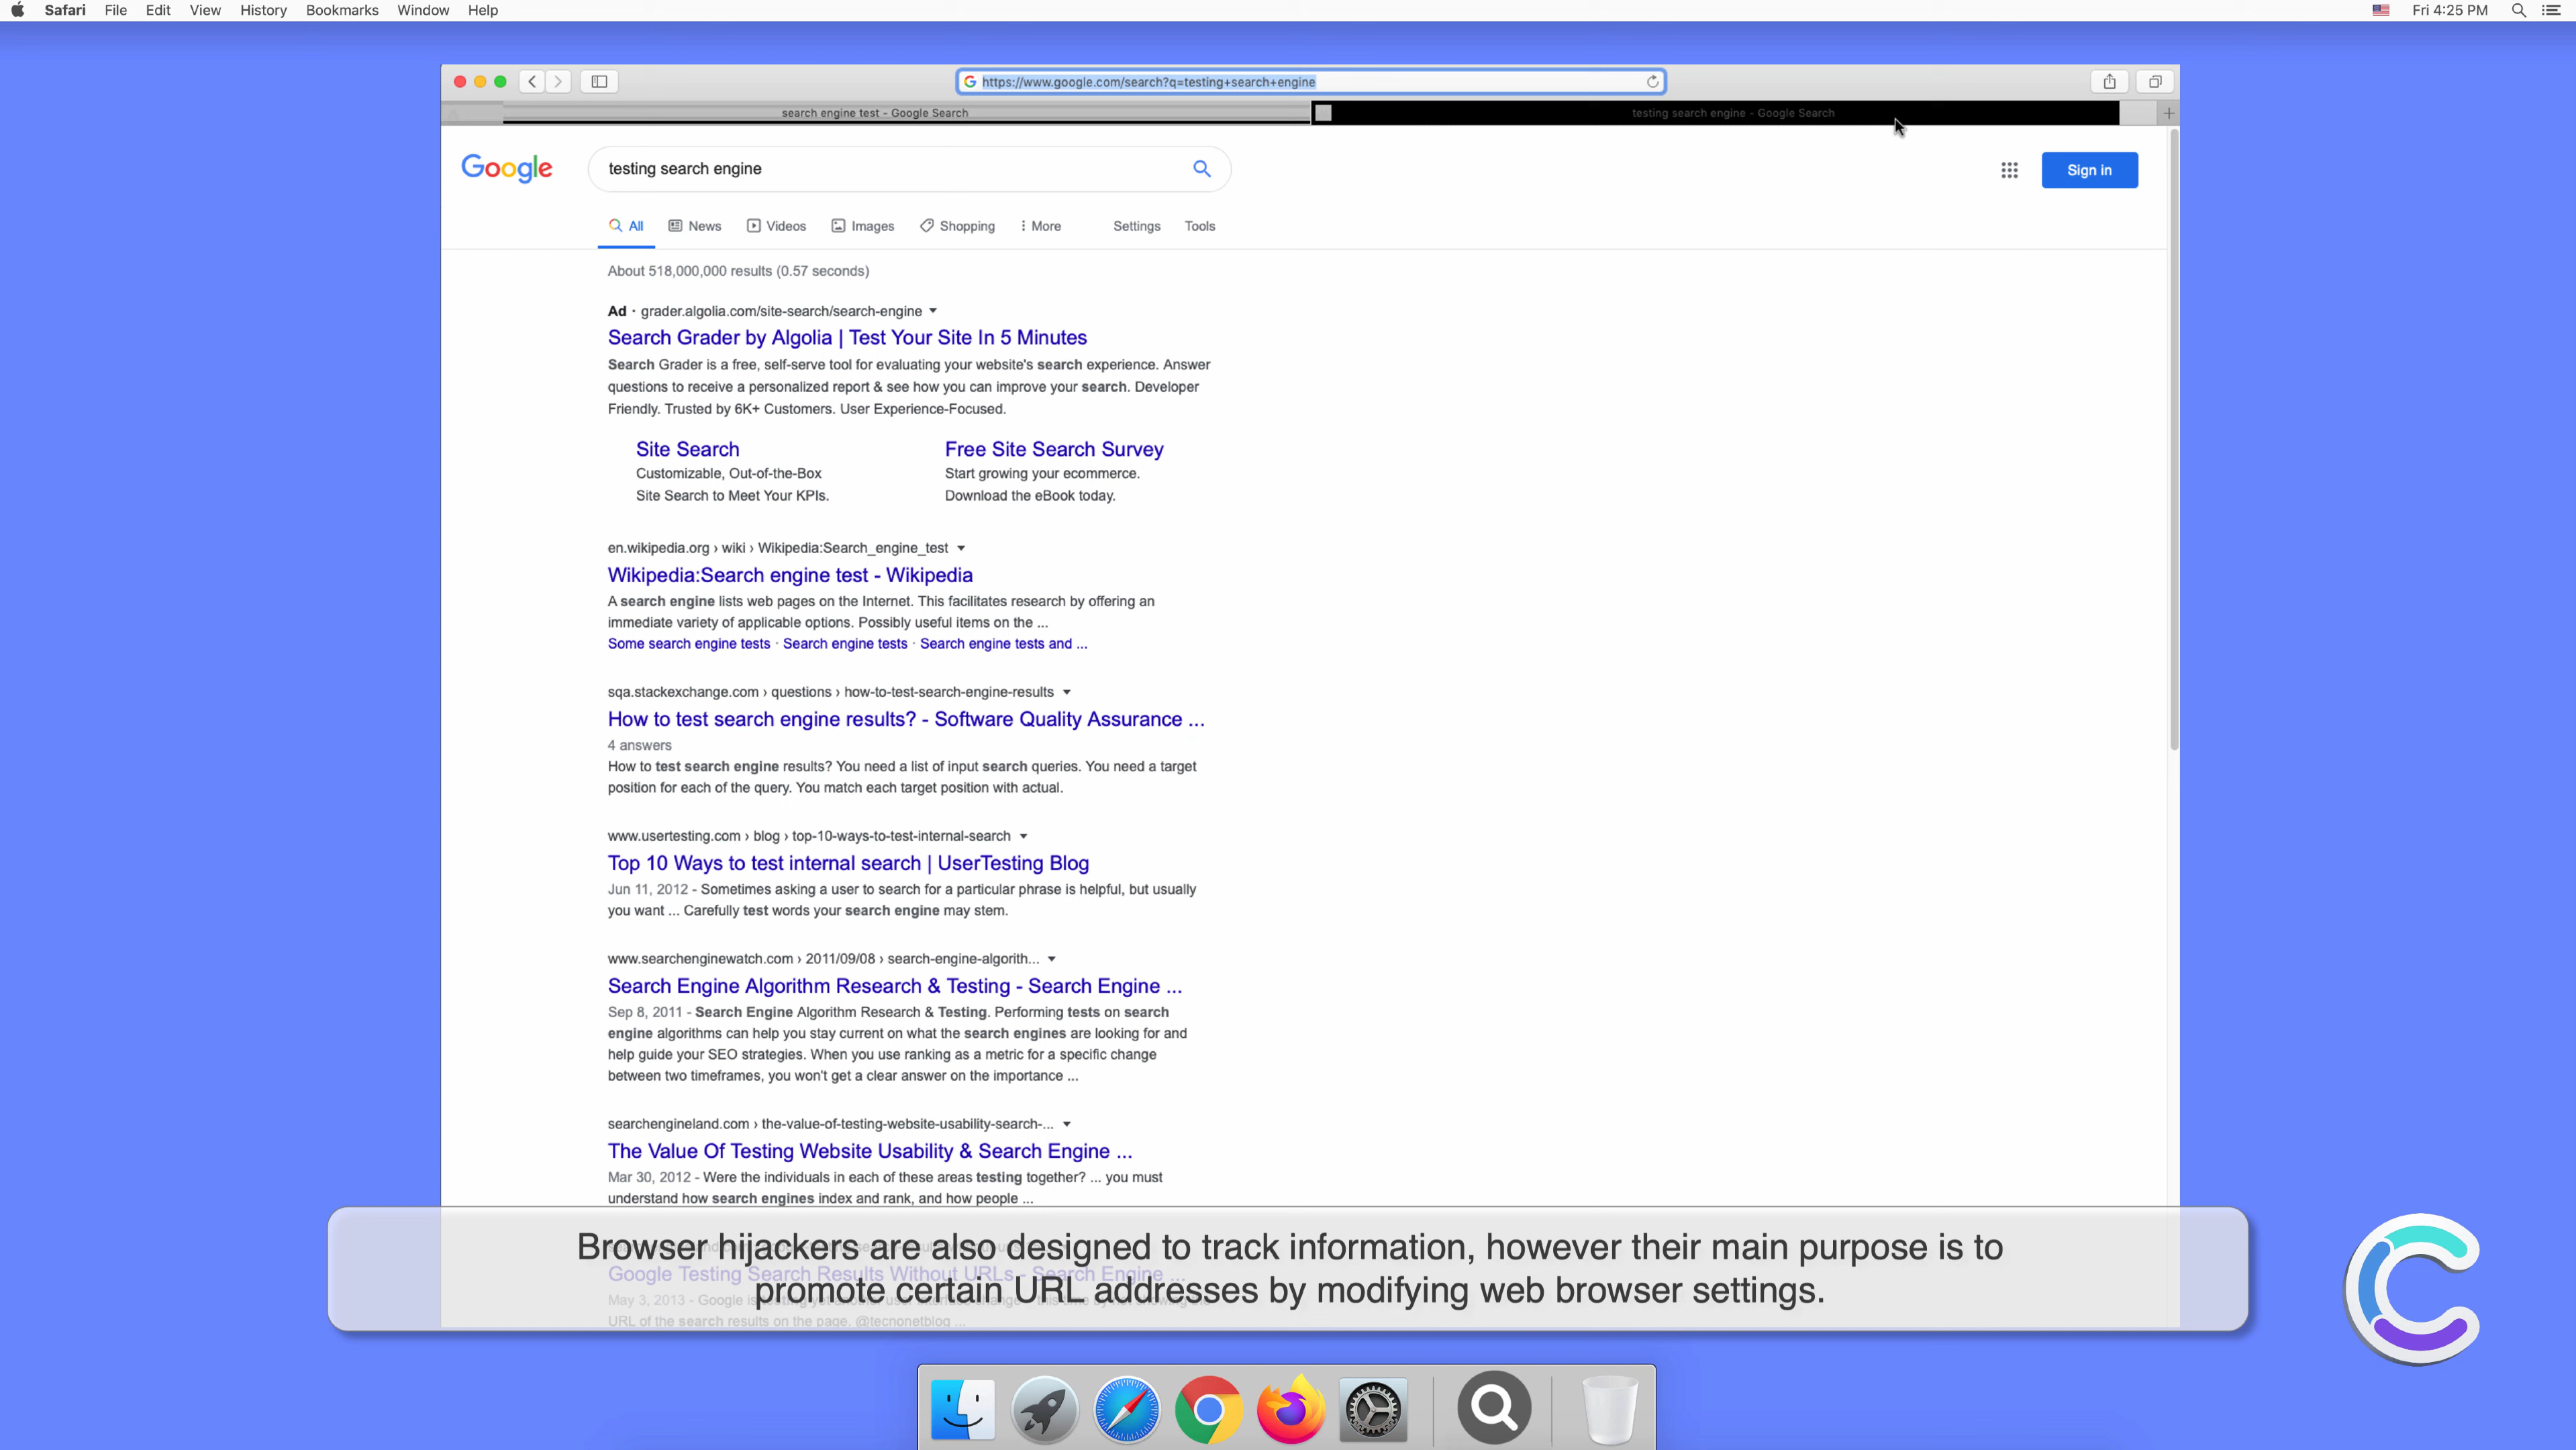 Safari File Edit View History Bookmarks Window Help Fri 4:25 PM
https://www.google.com/search?q=testing+search+engine
search engine test - Google Search testing search engine - Google Search
Google testing search engine Sign in
All News Videos Images Shopping More Settings Tools
About 518,000,000 results (0.57 seconds)
Ad · grader.algolia.com/site-search/search-engine
Search Grader by Algolia | Test Your Site In 5 Minutes
Search Grader is a free, self-serve tool for evaluating your website's search experience. Answer
questions to receive a personalized report & see how you can improve your search. Developer
Friendly. Trusted by 6K+ Customers. User Experience-Focused.
Site Search Free Site Search Survey
Customizable, Out-of-the-Box Start growing your ecommerce.
Site Search to Meet Your KPIs. Download the eBook today.
en.wikipedia.org › wiki › Wikipedia:Search_engine_test
Wikipedia:Search engine test - Wikipedia
A search engine lists web pages on the Internet. This facilitates research by offering an
immediate variety of applicable options. Possibly useful items on the ...
Some search engine tests · Search engine tests · Search engine tests and ...
sqa.stackexchange.com › questions › how-to-test-search-engine-results
How to test search engine results? - Software Quality Assurance ...
4 answers
How to test search engine results? You need a list of input search queries. You need a target
position for each of the query. You match each target position with actual.
www.usertesting.com › blog › top-10-ways-to-test-internal-search
Top 10 Ways to test internal search | UserTesting Blog
Jun 11, 2012 - Sometimes asking a user to search for a particular phrase is helpful, but usually
you want ... Carefully test words your search engine may stem.
www.searchenginewatch.com › 2011/09/08 › search-engine-algorith...
Search Engine Algorithm Research & Testing - Search Engine ...
Sep 8, 2011 - Search Engine Algorithm Research & Testing. Performing tests on search
engine algorithms can help you stay current on what the search engines are looking for and
help guide your SEO strategies. When you use ranking as a metric for a specific change
between two timeframes, you won't get a clear answer on the importance ...
searchengineland.com › the-value-of-testing-website-usability-search-...
The Value Of Testing Website Usability & Search Engine ...
Mar 30, 2012 - Were the individuals in each of these areas testing together? ... you must
understand how search engines index and rank, and how people ...
Browser hijackers are also designed to track information, however their main purpose is to
Google Testing Search Results Without URLs - Search Engine ...
promote certain URL addresses by modifying web browser settings.
May 3, 2013 - Google is
URL of the search results on the page. @tecnonetblog ...